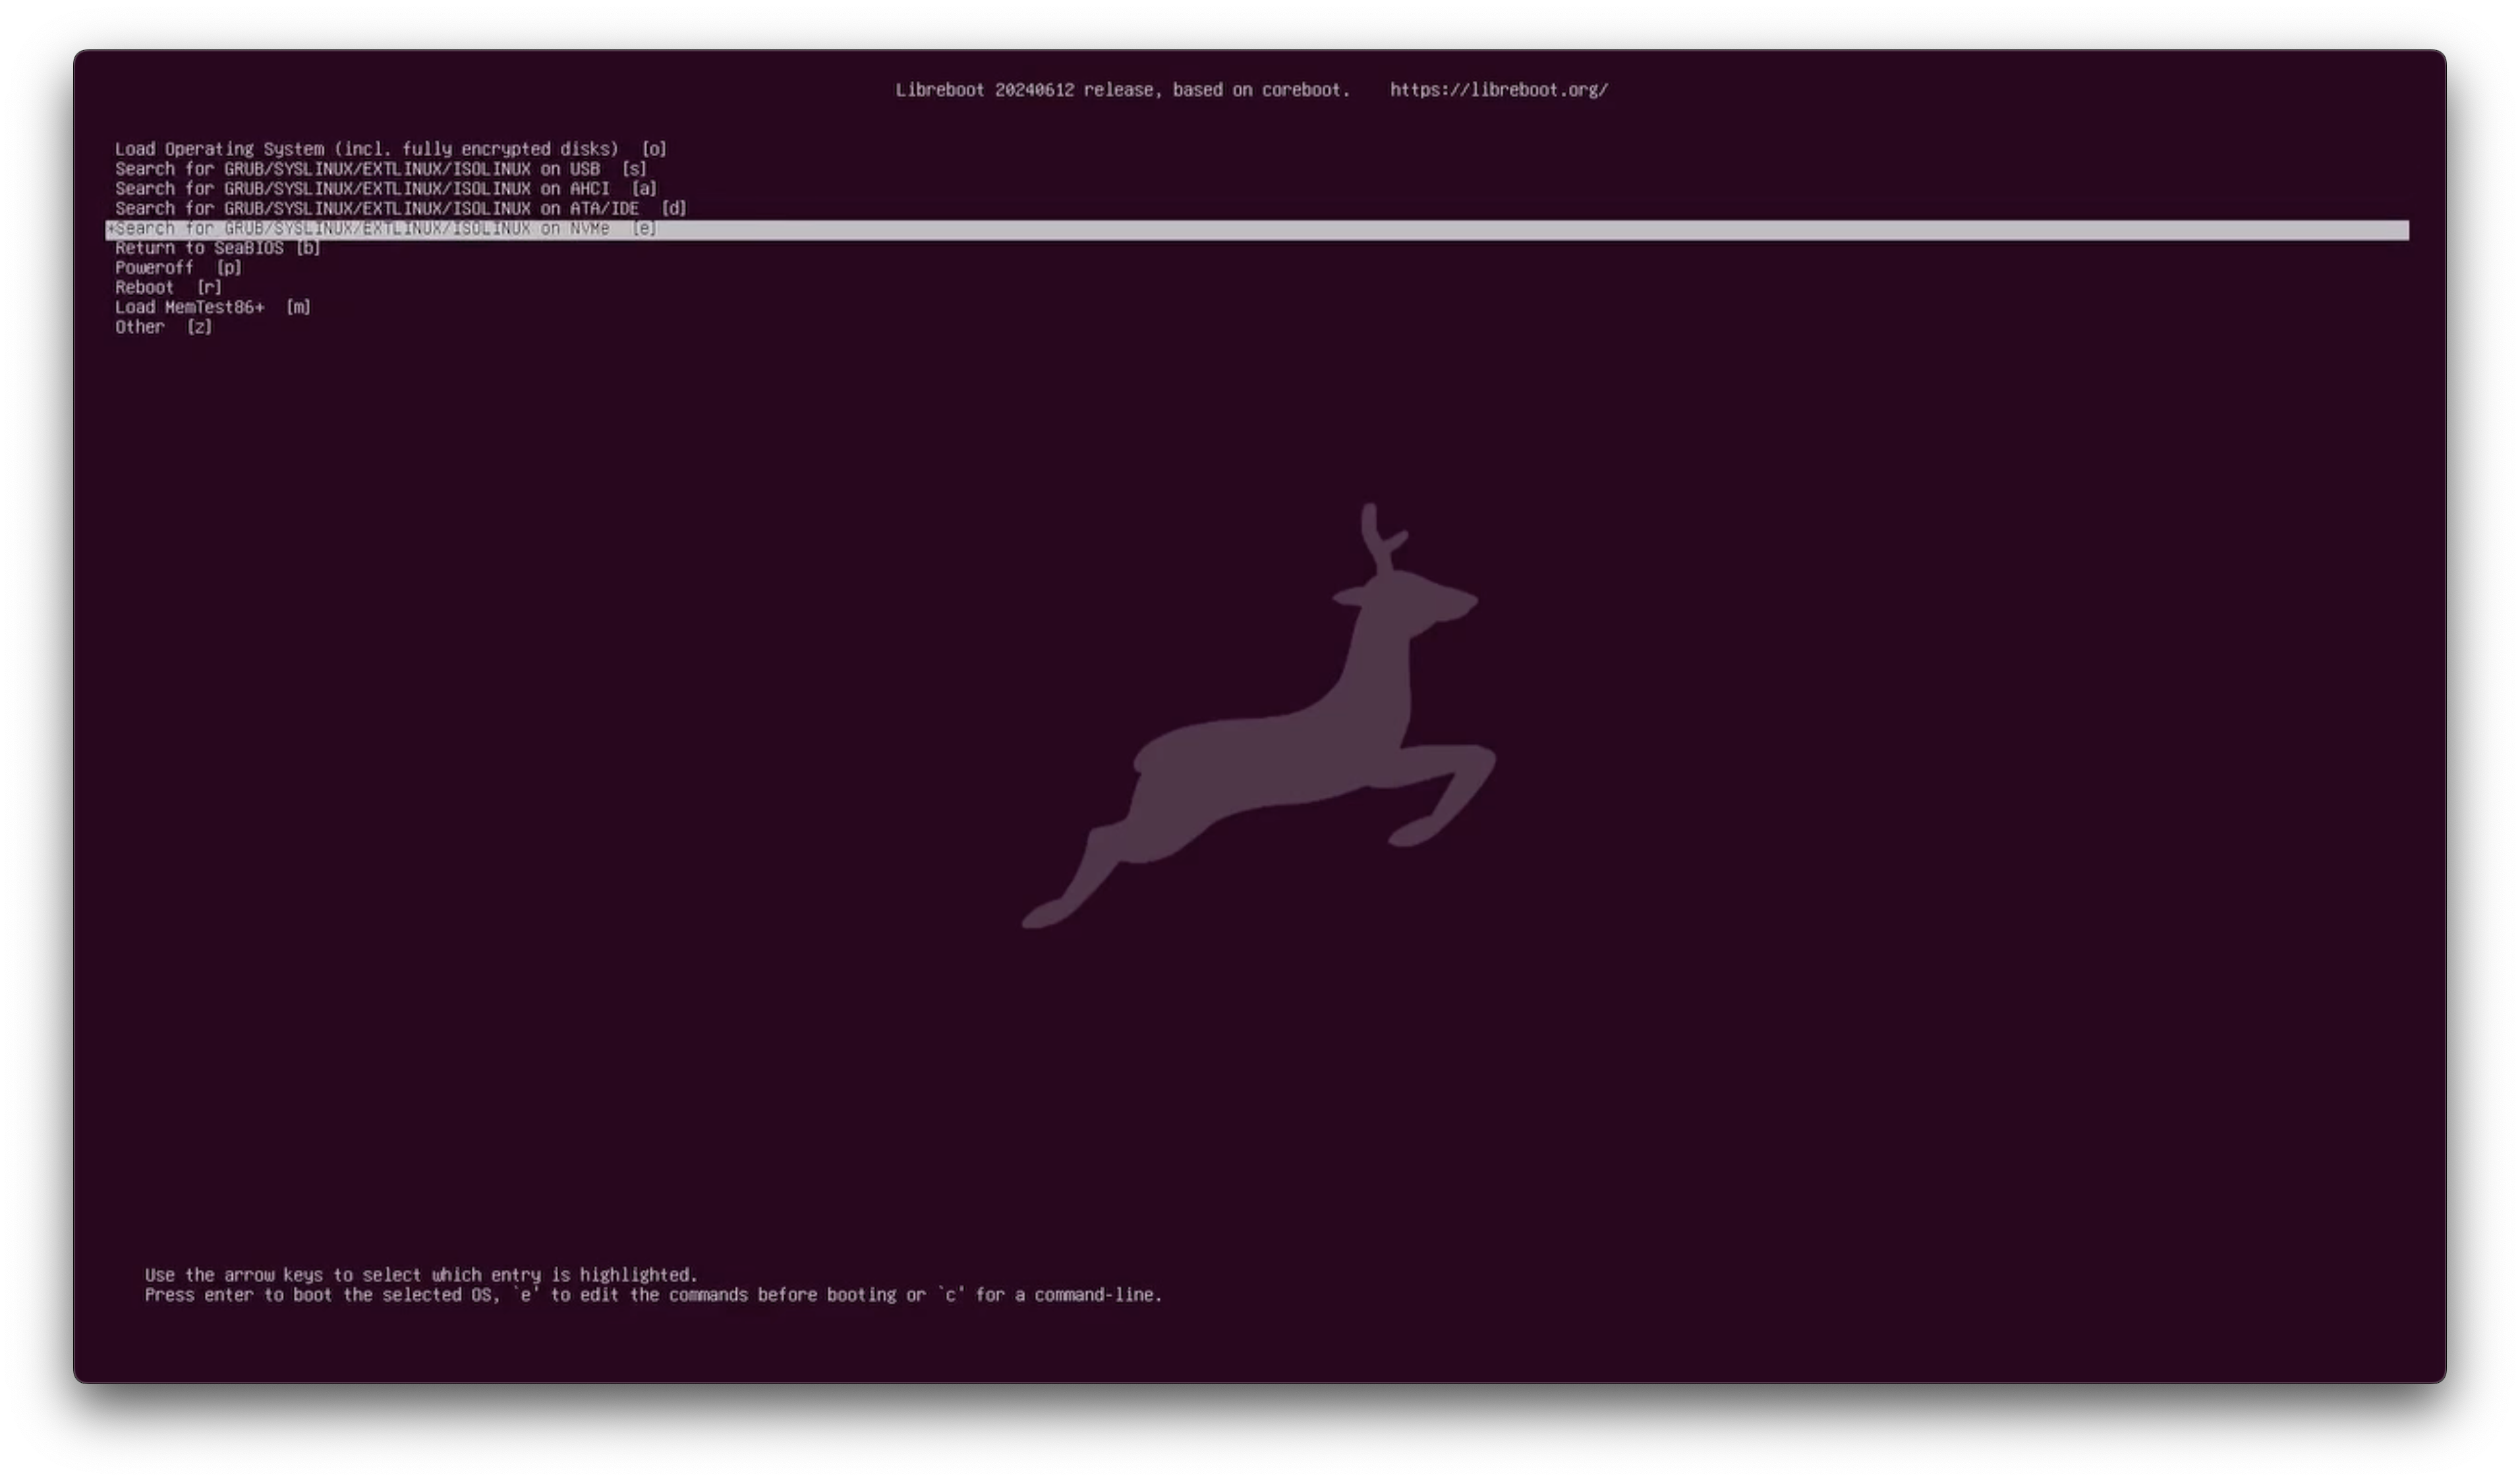 Libreboot 20240612 release, based on coreboot.    https://libreboot.org/
Load Operating System (incl. fully encrypted disks)  [o]
Search for GRUB/SYSLINUX/EXTLINUX/ISOLINUX on USB  [s]
Search for GRUB/SYSLINUX/EXTLINUX/ISOLINUX on AHCI  [a]
Search for GRUB/SYSLINUX/EXTLINUX/ISOLINUX on ATA/IDE  [d]
*Search for GRUB/SYSLINUX/EXTLINUX/ISOLINUX on NVMe  [e]
Return to SeaBIOS [b]
Poweroff  [p]
Reboot  [r]
Load MemTest86+  [m]
Other  [z]
Use the arrow keys to select which entry is highlighted.
Press enter to boot the selected OS, `e' to edit the commands before booting or `c' for a command-line.